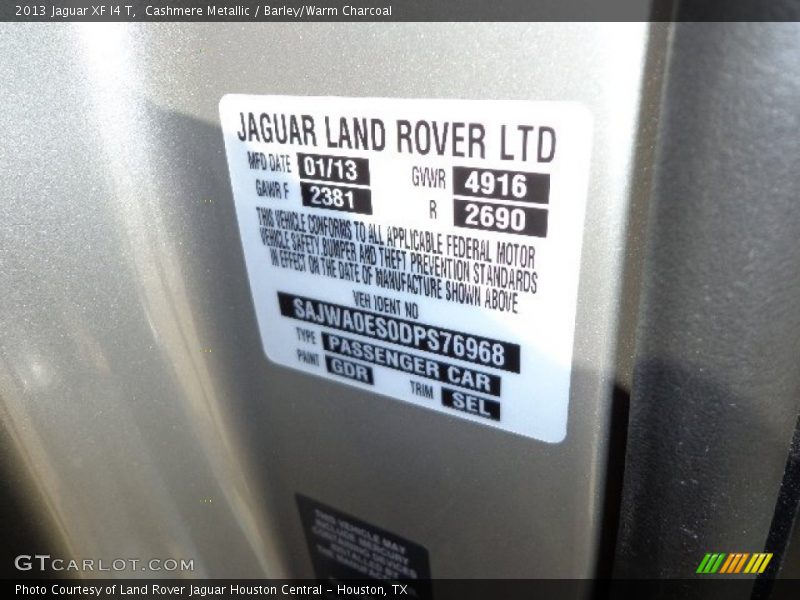 2013 Jaguar XF I4 T, Cashmere Metallic / Barley/Warm Charcoal
JAGUAR LAND ROVER LTD
MFD DATE 01/13 GVWR 4916
GAWR F 2381 R 2690
THIS VEHICLE CONFORMS TO ALL APPLICABLE FEDERAL MOTOR
VEHICLE SAFETY, BUMPER AND THEFT PREVENTION STANDARDS
IN EFFECT ON THE DATE OF MANUFACTURE SHOWN ABOVE
VEH IDENT NO
SAJWA0ES0DPS76968
TYPE PASSENGER CAR
PAINT GDR TRIM SEL
THIS VEHICLE MAY
GTCARLOT.COM
Photo Courtesy of Land Rover Jaguar Houston Central - Houston, TX